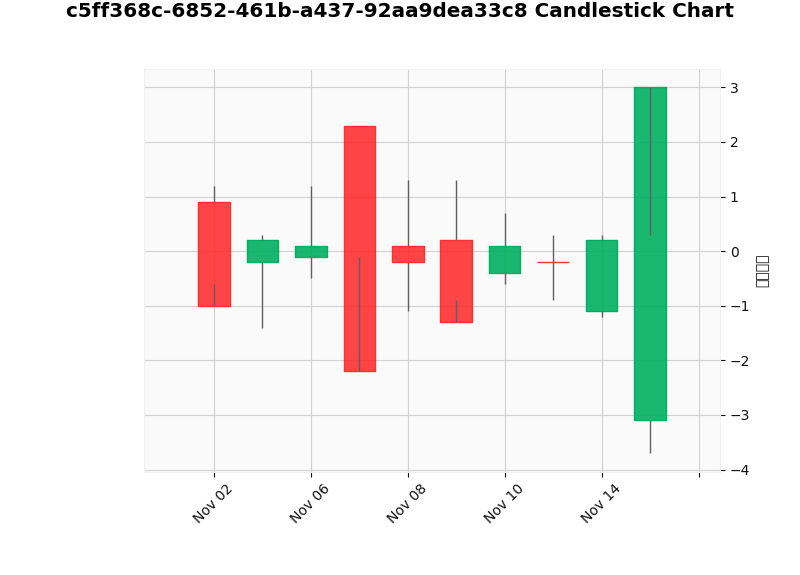 c5ff368c-6852-461b-a437-92aa9dea33c8 Candlestick Chart
3
2
1
0
−1
−2
−3
−4
Nov 02
Nov 06
Nov 08
Nov 10
Nov 14